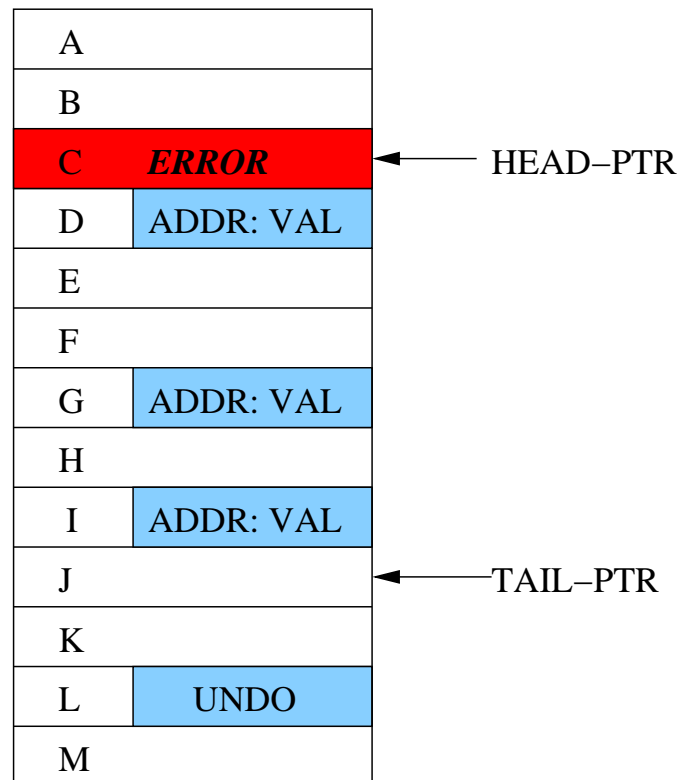 A
B
C ERROR HEAD−PTR
D ADDR: VAL
E
F
G ADDR: VAL
H
I ADDR: VAL
J TAIL−PTR
K
L UNDO
M